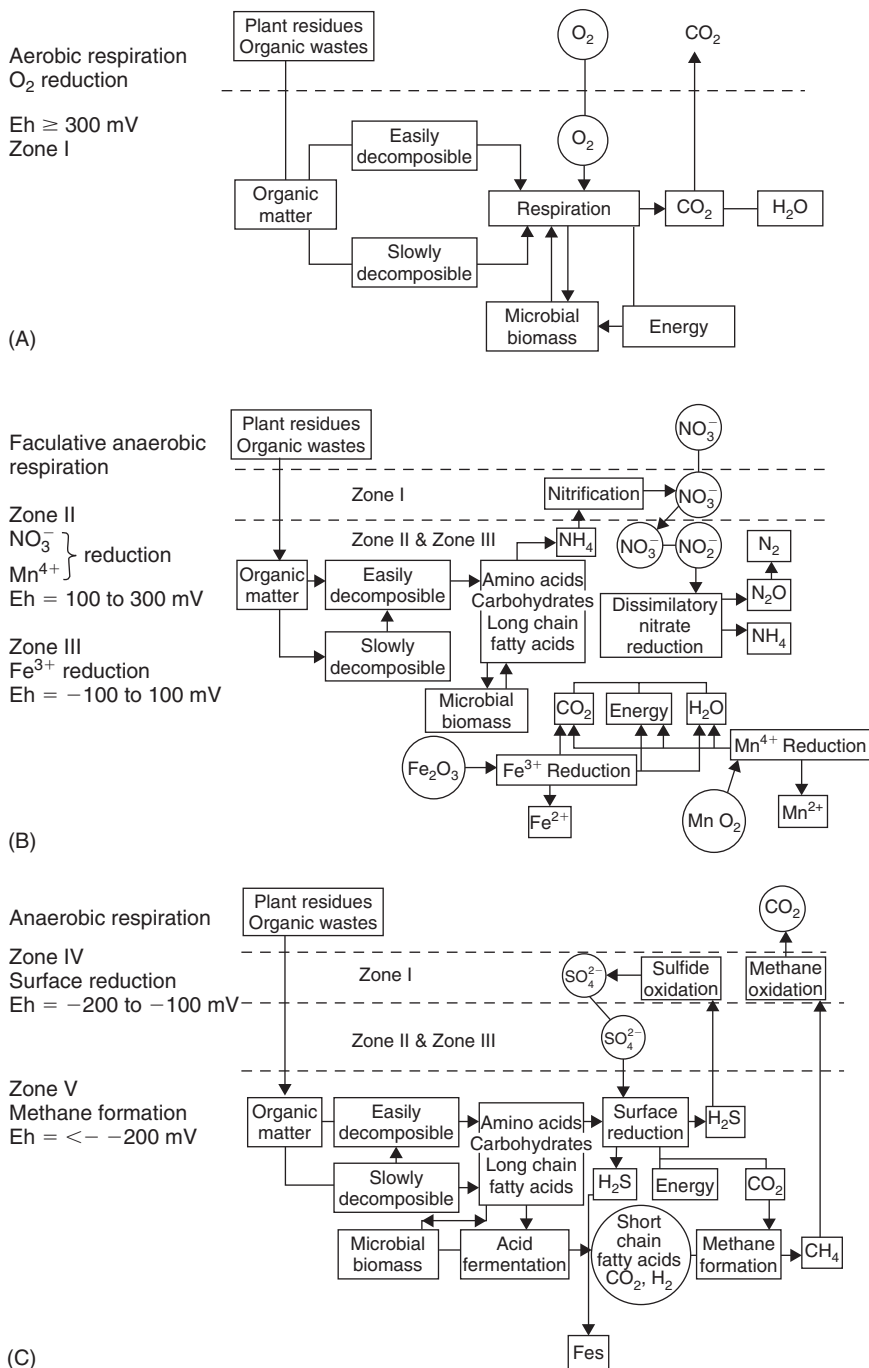 Plant residues
Organic wastes
O2
CO2
Aerobic respiration
O2 reduction
Eh ≥ 300 mV
Zone I
Easily
decomposable
O2
Organic
matter
Respiration
CO2
H2O
Slowly
decomposable
Microbial
biomass
Energy
(A)
Plant residues
Organic wastes
NO3−
Faculative anaerobic
respiration
Zone I
Nitrification
NO3−
Zone II
NO3−
Mn4+
reduction
Eh = 100 to 300 mV
Zone III
Fe3+ reduction
Eh = −100 to 100 mV
Zone II & Zone III
NH4
NO3−
NO2−
N2
Organic
matter
Easily
decomposable
Amino acids
Carbohydrates
Long chain
fatty acids
Dissimilatory
nitrate
reduction
N2O
NH4
Slowly
decomposable
Microbial
biomass
CO2
Energy
H2O
Fe2O3
Fe3+ Reduction
Mn4+ Reduction
Fe2+
Mn O2
Mn2+
(B)
Plant residues
Organic wastes
CO2
Anaerobic respiration
Zone IV
Surface reduction
Eh = −200 to −100 mV
Zone I
SO42−
Sulfide
oxidation
Methane
oxidation
Zone II & Zone III
SO42−
Zone V
Methane formation
Eh = <− −200 mV
Organic
matter
Easily
decomposable
Amino acids
Carbohydrates
Long chain
fatty acids
Surface
reduction
H2S
Slowly
decomposable
H2S
Energy
CO2
Microbial
biomass
Acid
fermentation
Short
chain
fatty acids
CO2, H2
Methane
formation
CH4
Fes
(C)